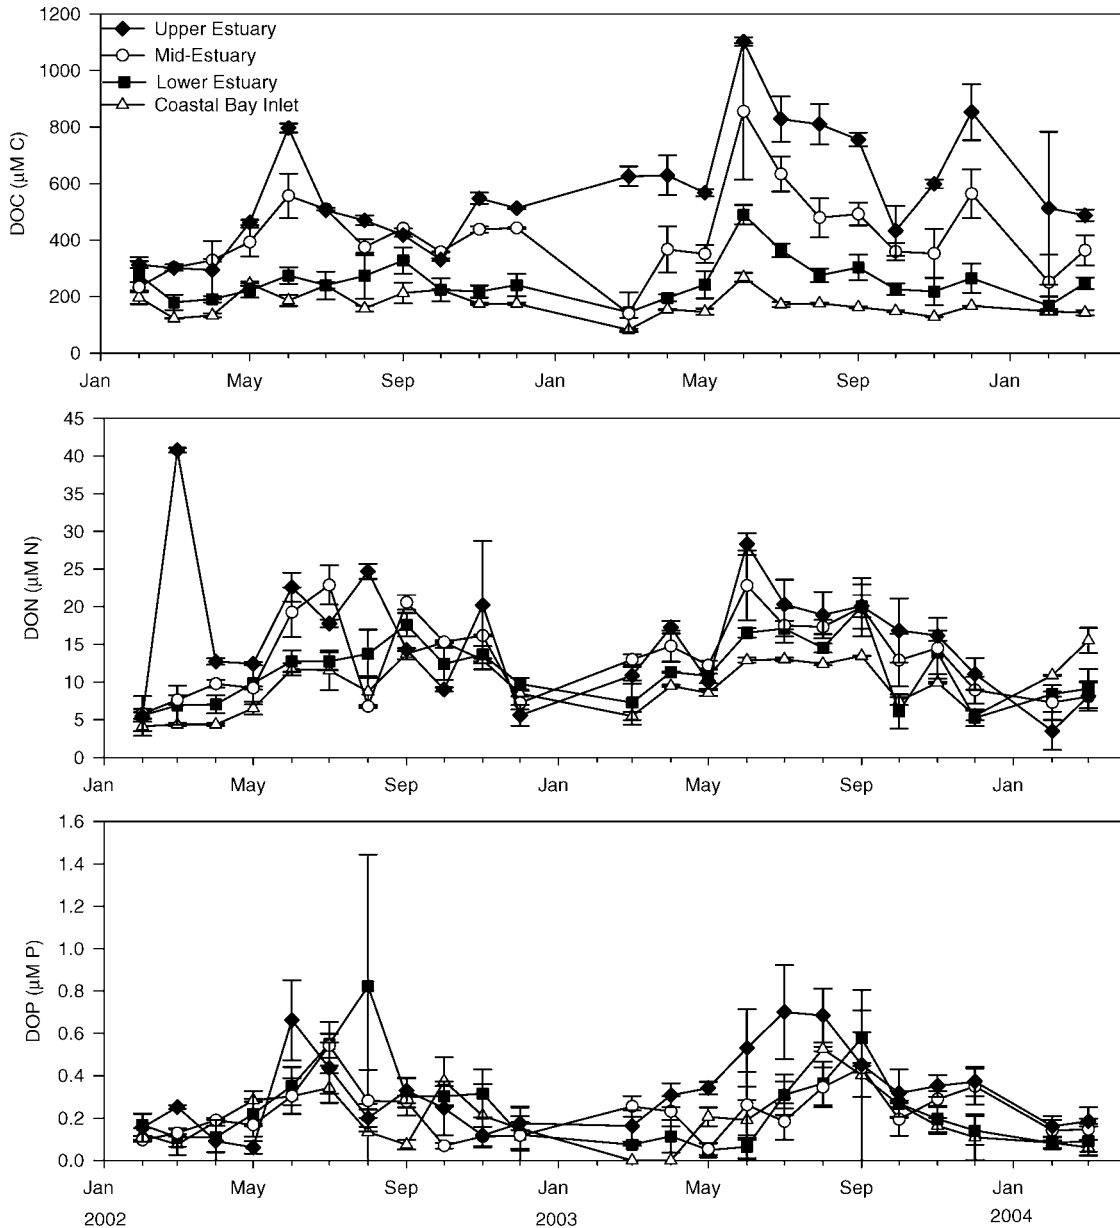 1200
1000
800
600
400
200
0
DOC (µM C)
Upper Estuary
Mid-Estuary
Lower Estuary
Coastal Bay Inlet
Jan May Sep Jan May Sep Jan
45
40
35
30
25
20
15
10
5
0
DON (µM N)
Jan May Sep Jan May Sep Jan
1.6
1.4
1.2
1.0
0.8
0.6
0.4
0.2
0.0
DOP (µM P)
Jan May Sep Jan May Sep Jan
2002 2003 2004